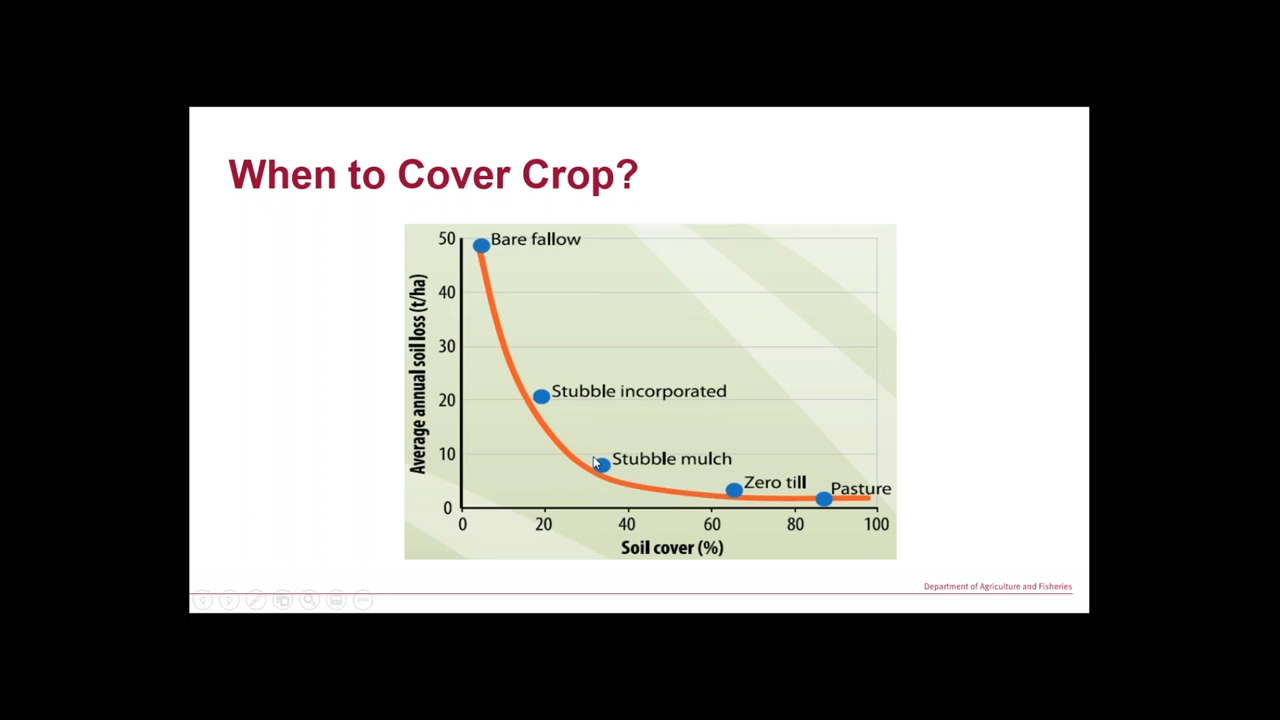 When to Cover Crop?
Average annual soil loss (t/ha)
50
40
30
20
10
0
Bare fallow
Stubble incorporated
Stubble mulch
Zero till
Pasture
0 20 40 60 80 100
Soil cover (%)
Department of Agriculture and Fisheries